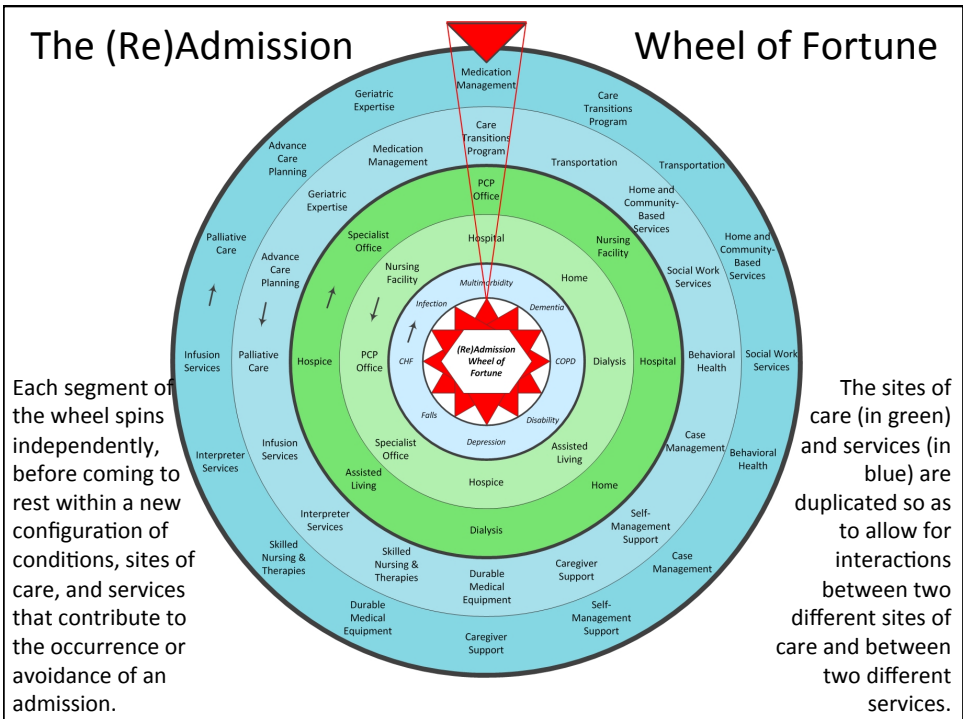 The (Re)Admission
Wheel of Fortune
Medication
Management
Care
Transitions
Program
Transportation
Home and
Community-
Based
Services
Social Work
Services
Behavioral
Health
Case
Management
Self-
Management
Support
Caregiver
Support
Durable
Medical
Equipment
Skilled
Nursing &
Therapies
Interpreter
Services
Infusion
Services
Palliative
Care
Advance
Care
Planning
Geriatric
Expertise
Care
Transitions
Program
Transportation
Home and
Community-
Based
Services
Social Work
Services
Behavioral
Health
Case
Management
Self-
Management
Support
Caregiver
Support
Durable
Medical
Equipment
Skilled
Nursing &
Therapies
Interpreter
Services
Infusion
Services
Palliative
Care
Advance
Care
Planning
Geriatric
Expertise
Medication
Management
PCP
Office
Nursing
Facility
Hospital
Home
Dialysis
Assisted
Living
Hospice
Specialist
Office
Hospital
Home
Dialysis
Assisted
Living
Hospice
Specialist
Office
PCP
Office
Nursing
Facility
Multimorbidity
Dementia
COPD
Disability
Depression
Falls
CHF
Infection
(Re)Admission
Wheel of
Fortune
Each segment of
the wheel spins
independently,
before coming to
rest within a new
configuration of
conditions, sites of
care, and services
that contribute to
the occurrence or
avoidance of an
admission.
The sites of
care (in green)
and services (in
blue) are
duplicated so as
to allow for
interactions
between two
different sites of
care and between
two different
services.